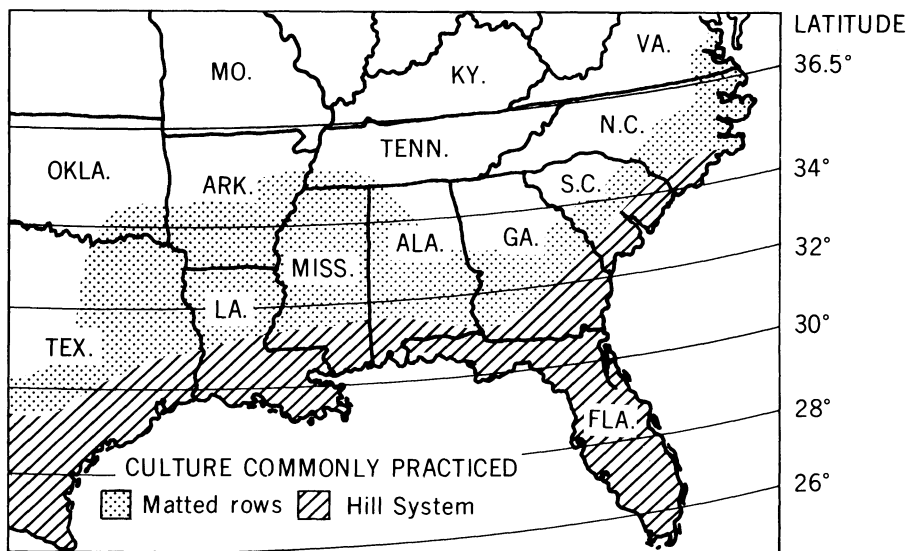 LATITUDE
VA.
36.5°
MO.
KY.
N.C.
TENN.
OKLA.
ARK.
34°
S.C.
32°
ALA.
GA.
MISS.
LA.
30°
TEX.
28°
FLA.
CULTURE COMMONLY PRACTICED
26°
Matted rows Hill System